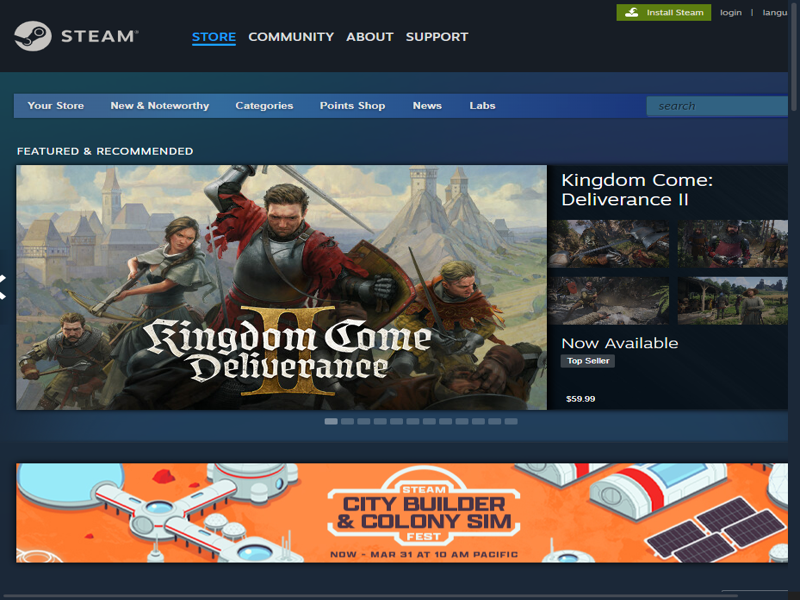 Install Steam login | langu
STEAM®
STORE COMMUNITY ABOUT SUPPORT
Your Store New & Noteworthy Categories Points Shop News Labs search
FEATURED & RECOMMENDED
Kingdom Come
Deliverance
II
Kingdom Come:
Deliverance II
Now Available
Top Seller
$59.99
STEAM
CITY BUILDER
& COLONY SIM
FEST
NOW - MAR 31 AT 10 AM PACIFIC